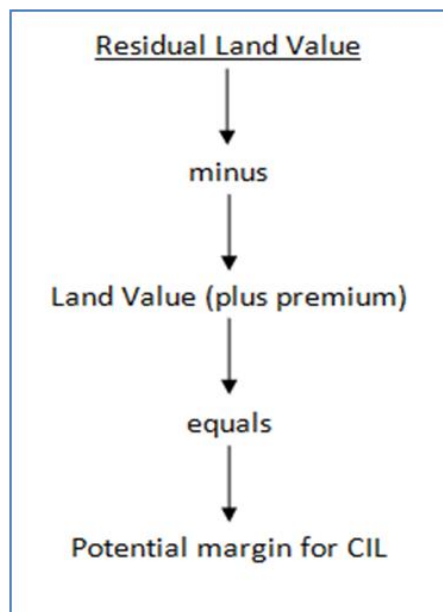 Residual Land Value
minus
Land Value (plus premium)
equals
Potential margin for CIL